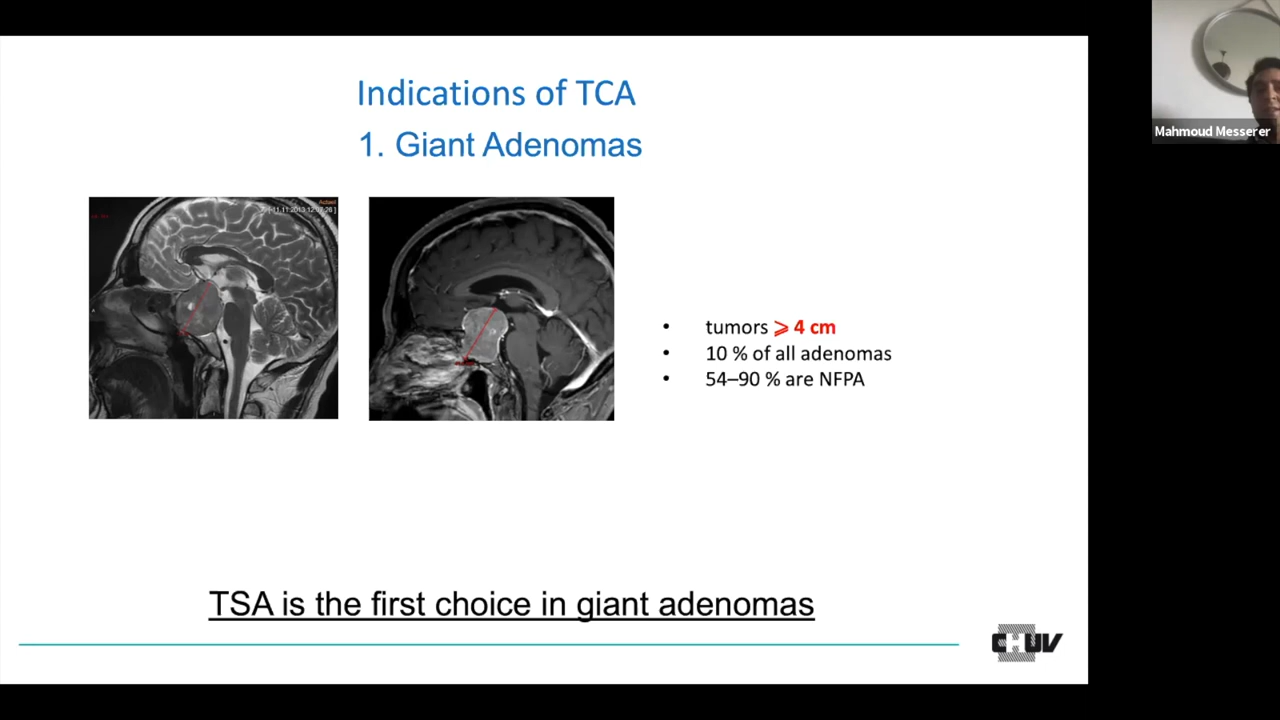 Indications of TCA
1. Giant Adenomas
• tumors ⩾ 4 cm
• 10 % of all adenomas
• 54–90 % are NFPA
TSA is the first choice in giant adenomas
CHUV
Mahmoud Messerer